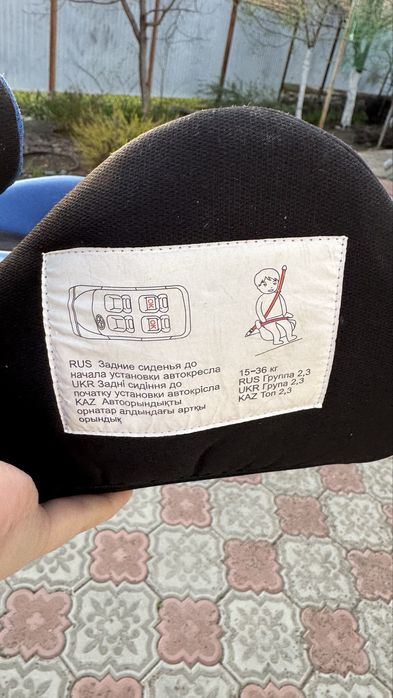 RUS Задние сиденья до
начала установки автокресла
UKR Задні сидіння до
початку установки автокрісла
KAZ Автоорындықты
орнатар алдындағы артқы
орындық
15-36 кг
RUS Группа 2,3
UKR Група 2,3
KAZ Топ 2,3